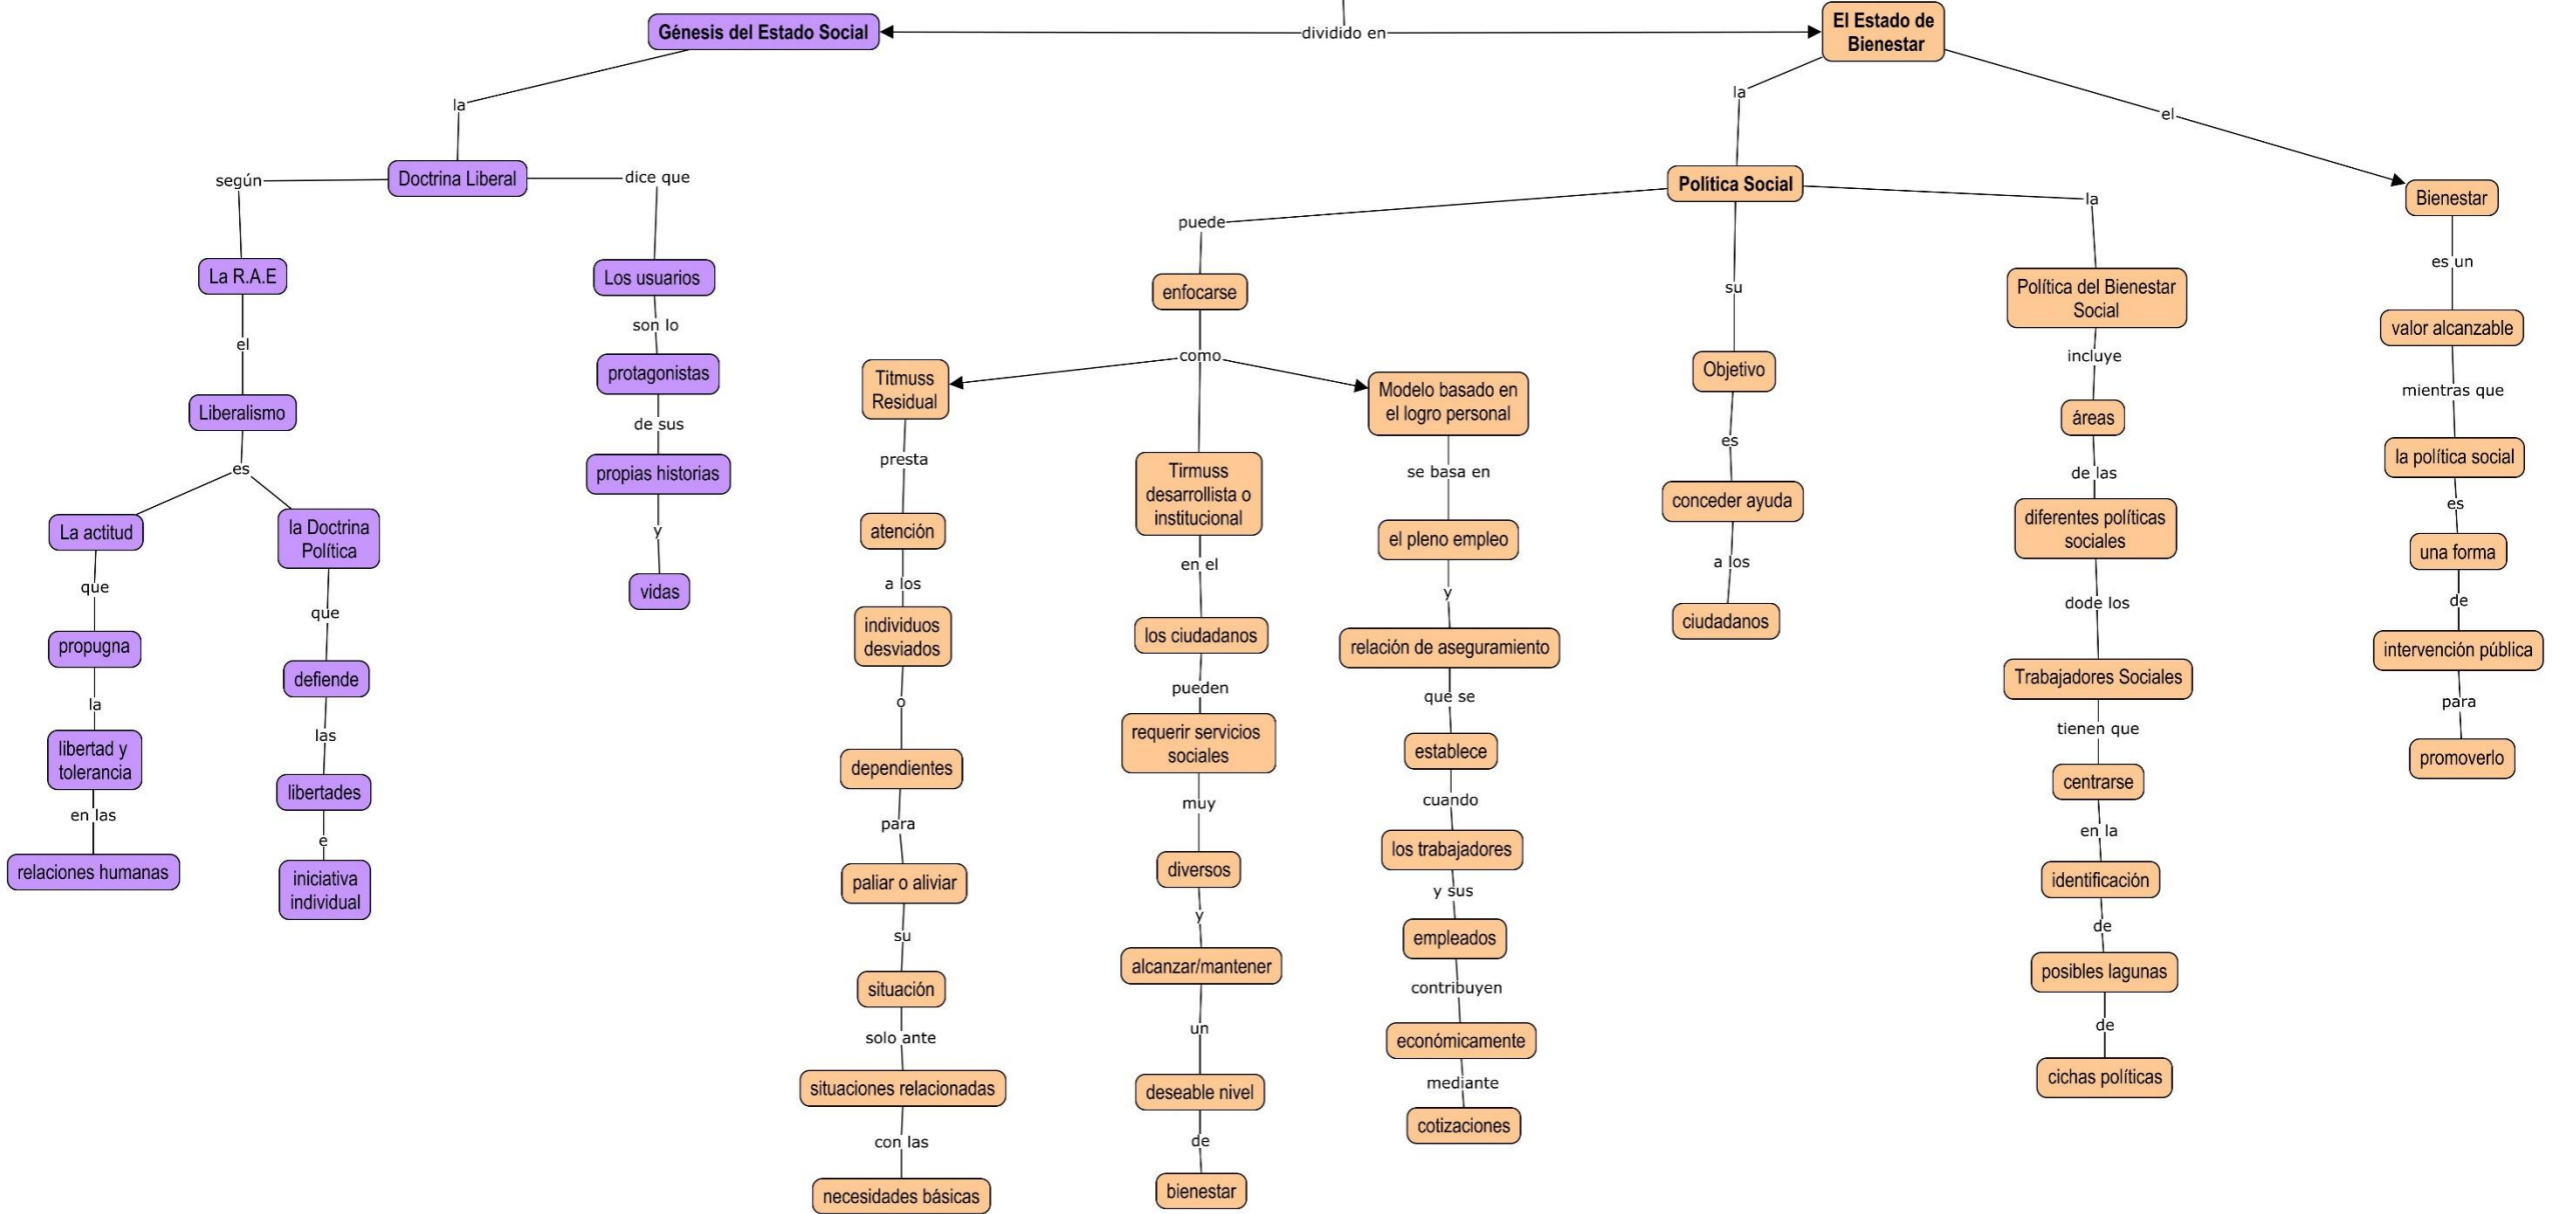 Génesis del Estado Social
dividido en
El Estado de
Bienestar
la
Doctrina Liberal
según
La R.A.E
el
Liberalismo
es
La actitud
que
propugna
la
libertad y
tolerancia
en las
relaciones humanas
la Doctrina
Política
que
defiende
las
libertades
e
iniciativa
individual
dice que
Los usuarios
son lo
protagonistas
de sus
propias historias
y
vidas
la
Política Social
puede
enfocarse
como
Titmuss
Residual
presta
atención
a los
individuos
desviados
o
dependientes
para
paliar o aliviar
su
situación
solo ante
situaciones relacionadas
con las
necesidades básicas
Tirmuss
desarrollista o
institucional
en el
los ciudadanos
pueden
requerir servicios
sociales
muy
diversos
y
alcanzar/mantener
un
deseable nivel
de
bienestar
Modelo basado en
el logro personal
se basa en
el pleno empleo
y
relación de aseguramiento
que se
establece
cuando
los trabajadores
y sus
empleados
contribuyen
económicamente
mediante
cotizaciones
su
Objetivo
es
conceder ayuda
a los
ciudadanos
la
Política del Bienestar
Social
incluye
áreas
de las
diferentes políticas
sociales
dode los
Trabajadores Sociales
tienen que
centrarse
en la
identificación
de
posibles lagunas
de
cichas políticas
el
Bienestar
es un
valor alcanzable
mientras que
la política social
es
una forma
de
intervención pública
para
promoverlo